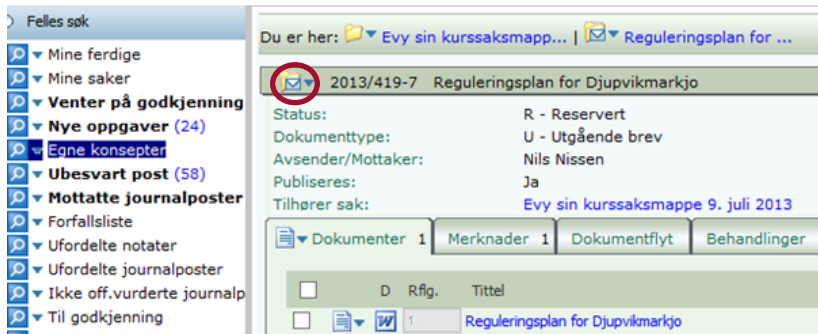 Felles søk
Mine ferdige
Mine saker
Venter på godkjenning
Nye oppgaver (24)
Egne konsepter
Ubesvart post (58)
Mottatte journalposter
Forfallsliste
Ufordelte notater
Ufordelte journalposter
Ikke off.vurderte journalp
Til godkjenning
Du er her: Evy sin kurssaksmapp... | Reguleringsplan for ...
2013/419-7 Reguleringsplan for Djupvikmarkjo
Status: R - Reservert
Dokumenttype: U - Utgående brev
Avsender/Mottaker: Nils Nissen
Publiseres: Ja
Tilhører sak: Evy sin kurssaksmappe 9. juli 2013
Dokumenter 1 Merknader 1 Dokumentflyt Behandlinger
D Rflg. Tittel
1 Reguleringsplan for Djupvikmarkjo